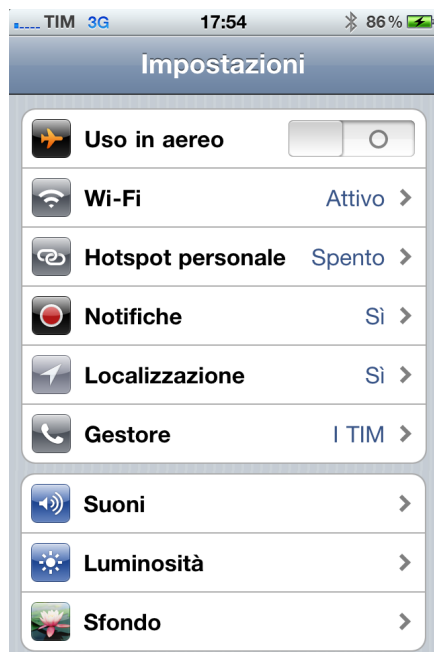 TIM 3G 17:54 86%
Impostazioni
Uso in aereo
Wi-Fi Attivo
Hotspot personale Spento
Notifiche Sì
Localizzazione Sì
Gestore I TIM
Suoni
Luminosità
Sfondo